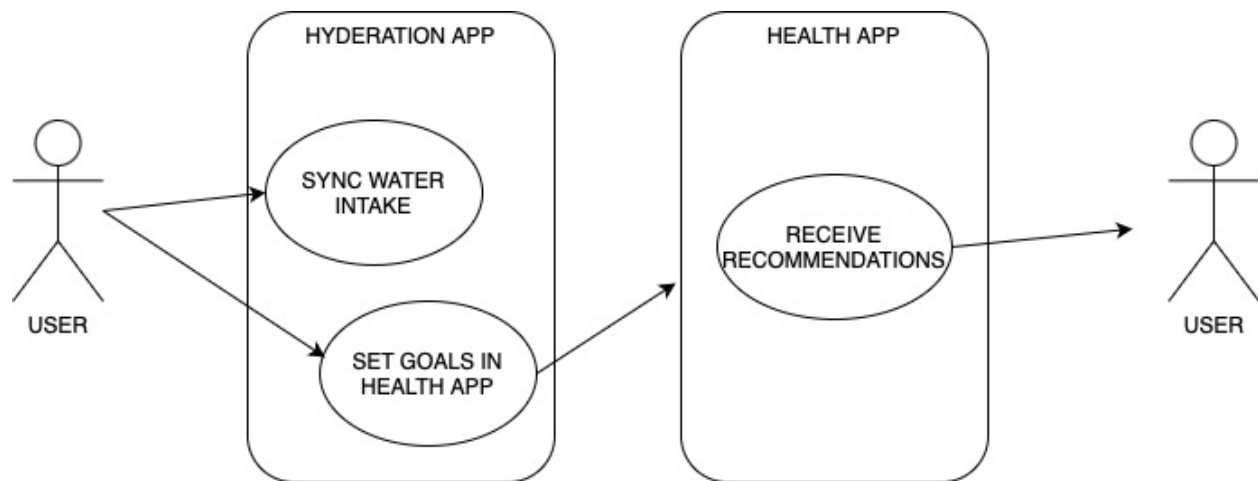 HYDERATION APP
HEALTH APP
SYNC WATER
INTAKE
SET GOALS IN
HEALTH APP
RECEIVE
RECOMMENDATIONS
USER
USER